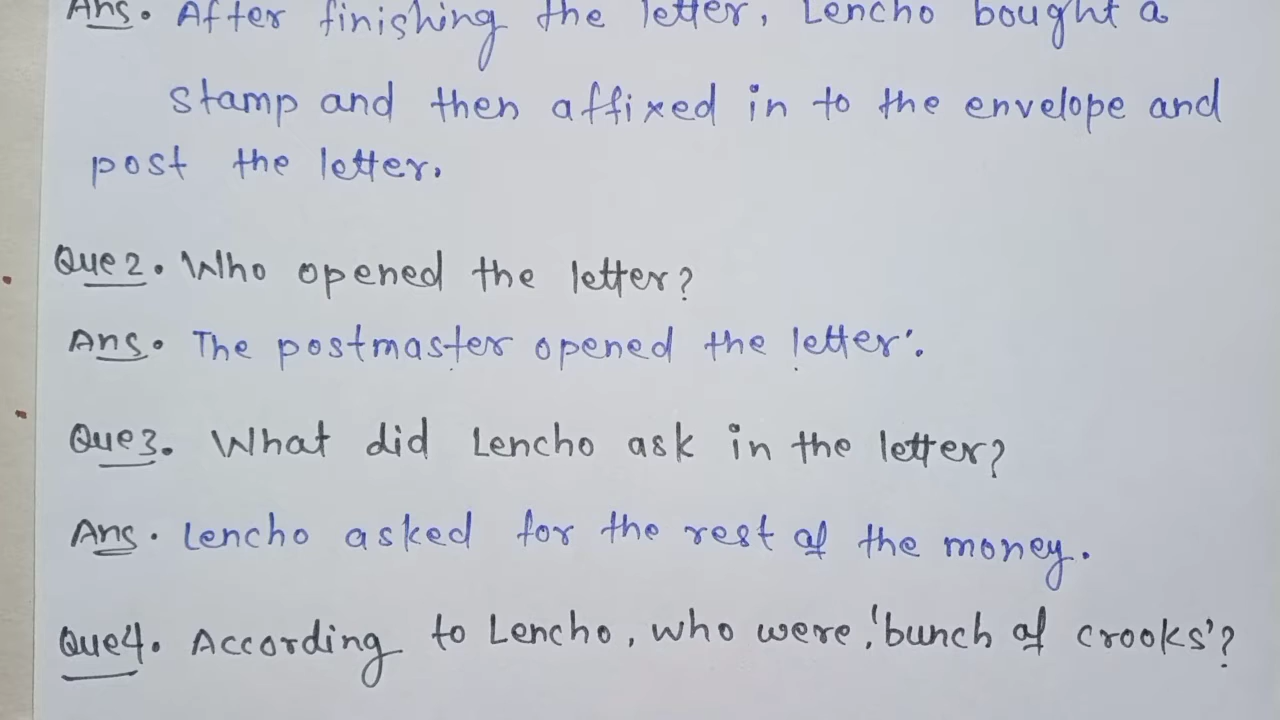 Ans. After finishing the letter, Lencho bought a
stamp and then affixed in to the envelope and
post the letter.
Que 2. Who opened the letter?
Ans. The postmaster opened the letter.
Que 3. What did Lencho ask in the letter?
Ans. Lencho asked for the rest of the money.
Que 4. According to Lencho, who were 'bunch of crooks'?